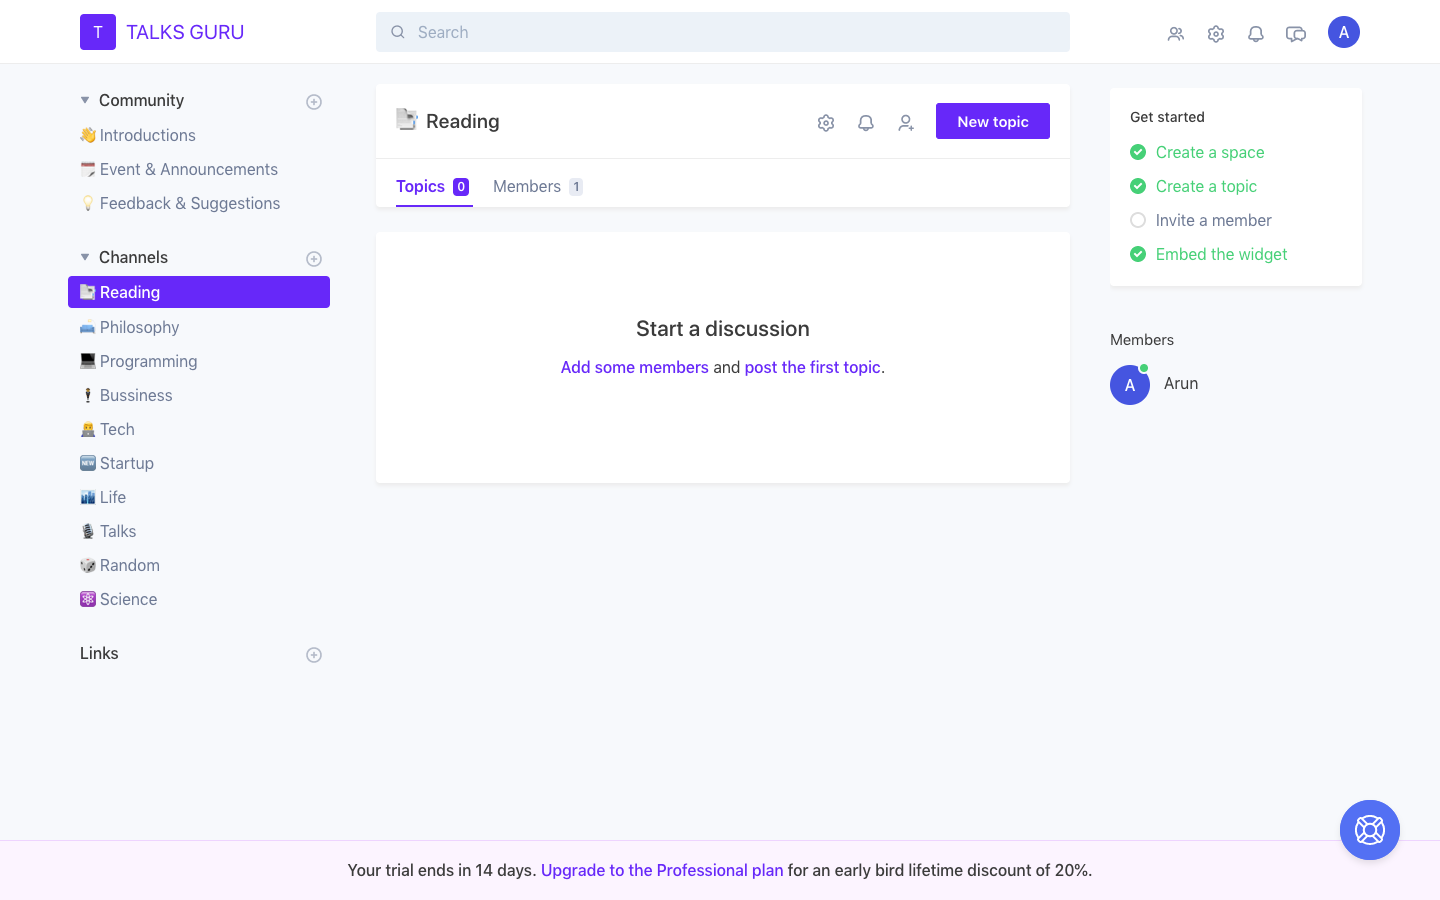 T TALKS GURU
Search
A
Community
Introductions
Event & Announcements
Feedback & Suggestions
Channels
Reading
Philosophy
Programming
Bussiness
Tech
NEW Startup
Life
Talks
Random
Science
Links
Reading
New topic
Topics 0 Members 1
Start a discussion
Add some members and post the first topic.
Get started
Create a space
Create a topic
Invite a member
Embed the widget
Members
A Arun
Your trial ends in 14 days. Upgrade to the Professional plan for an early bird lifetime discount of 20%.